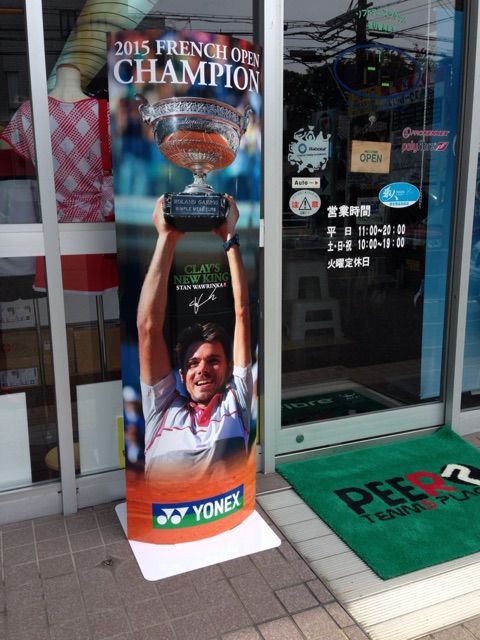 2015 FRENCH OPEN
CHAMPION
ROLAND GARROS
CLAY'S
NEW KING
STAN WAWRINKA
YONEX
Babolat
OPEN
Auto
営業時間
平 日 11:00~20:00
土・日・祝 10:00~19:00
火曜定休日
PEER
TENNIS PLACE